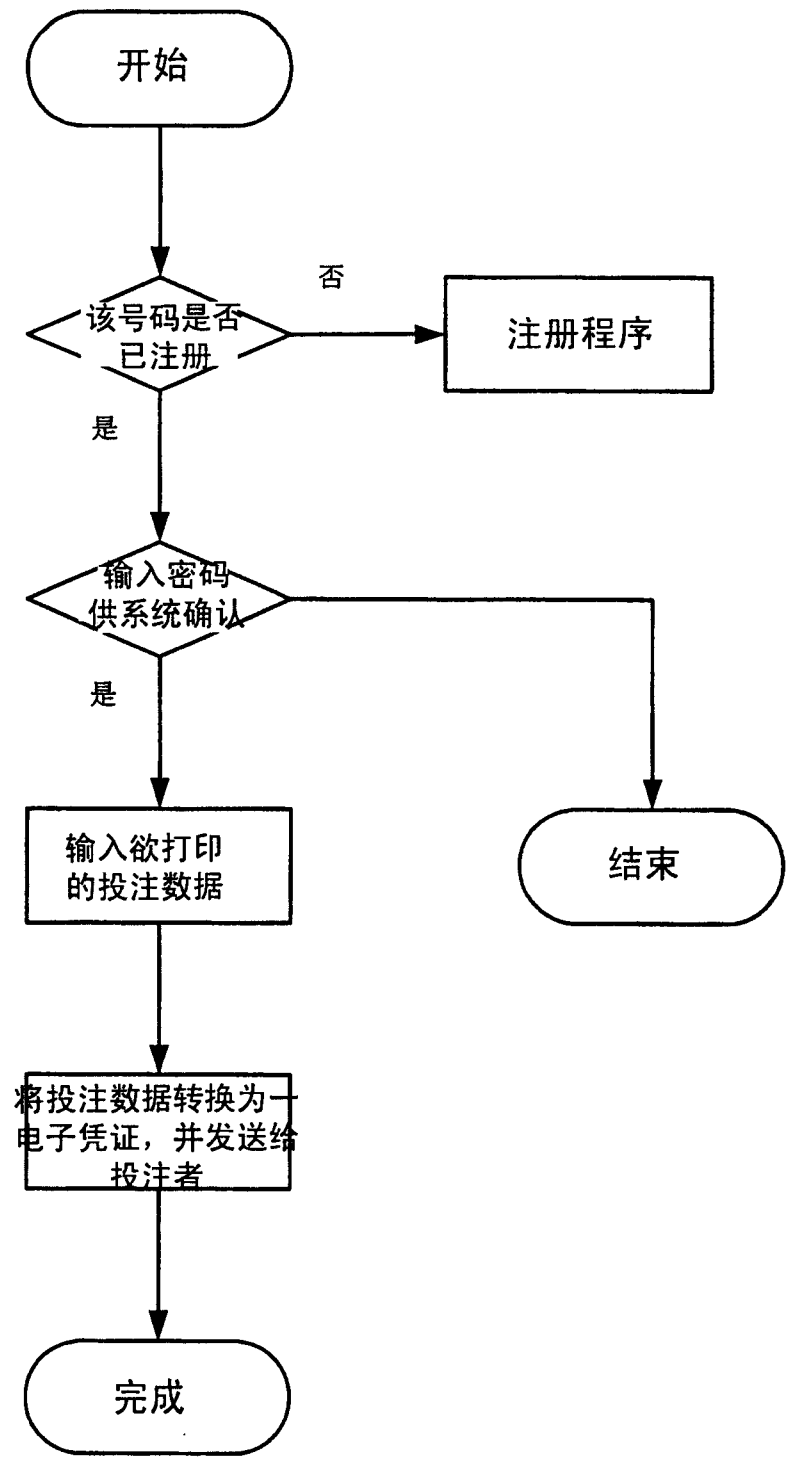 开始
否
该号码是否
已注册
注册程序
是
输入密码
供系统确认
是
输入欲打印
的投注数据
结束
将投注数据转换为一
电子凭证，并发送给
投注者
完成